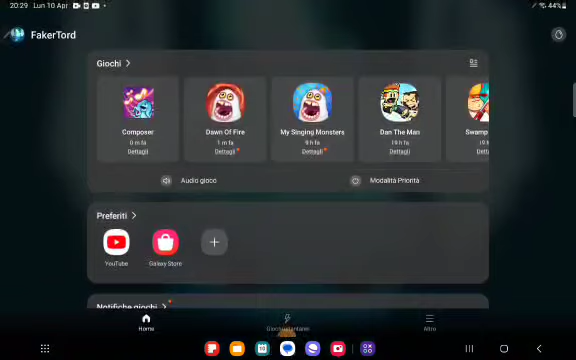 20:29 Lun 10 Apr
44%
FakerTord
Giochi
Composer
Dawn Of Fire
My Singing Monsters
Dan The Man
Swamp
0 m fa
1 m fa
9 h fa
19 h fa
Dettagli
Dettagli
Dettagli
Dettagli
Audio gioco
Modalità Priorità
Preferiti
YouTube
Galaxy Store
Notifiche giochi
Home
Altro